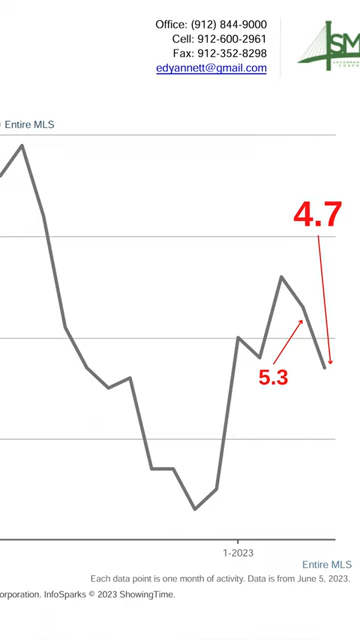 Office: (912) 844-9000
Cell: 912-600-2961
Fax: 912-352-8298
edyannett@gmail.com
SM
Entire MLS
4.7
5.3
1-2023
Entire MLS
Each data point is one month of activity. Data is from June 5, 2023.
orporation. InfoSparks © 2023 ShowingTime.